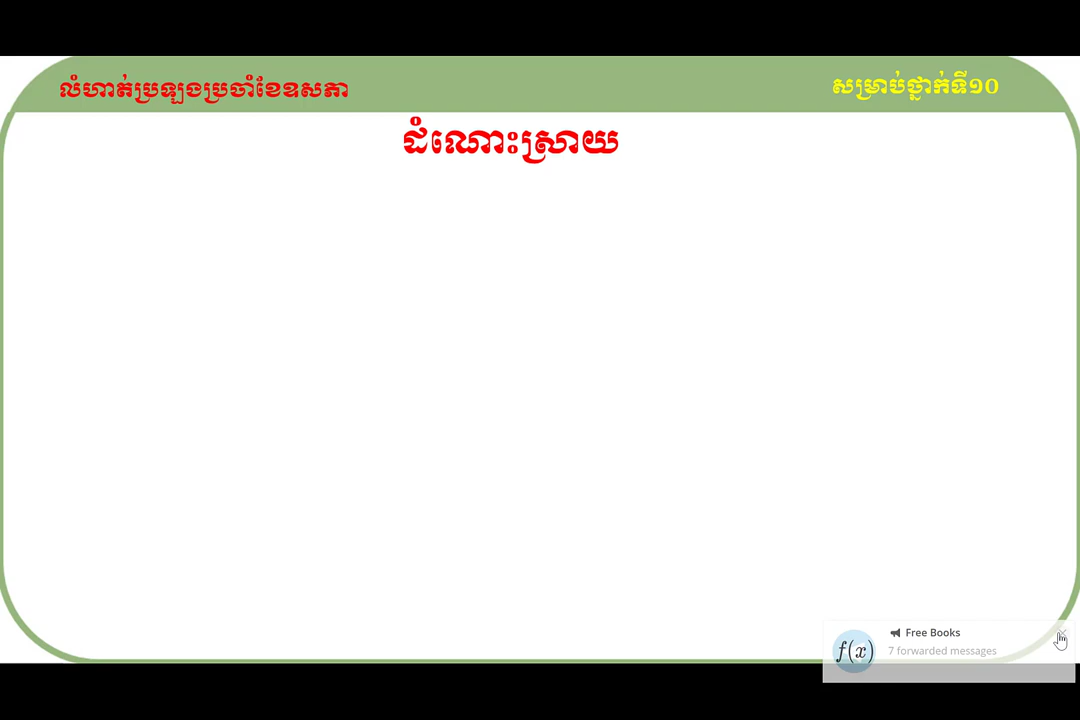 លំហាត់ប្រឡងប្រចាំខែឧសភា
សម្រាប់ថ្នាក់ទី១០
ដំណោះស្រាយ
f(x)
Free Books
7 forwarded messages